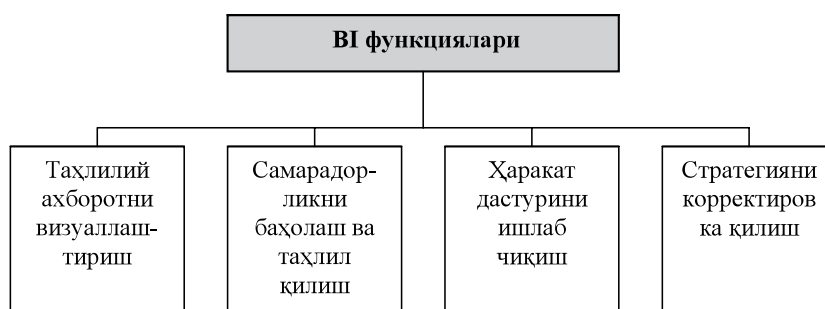 BI функциялари
Таҳлилий
ахборотни
визуаллаш-
тириш
Самарадор-
ликни
баҳолаш ва
таҳлил
қилиш
Ҳаракат
дастурини
ишлаб
чиқиш
Стратегияни
корректиров
ка қилиш